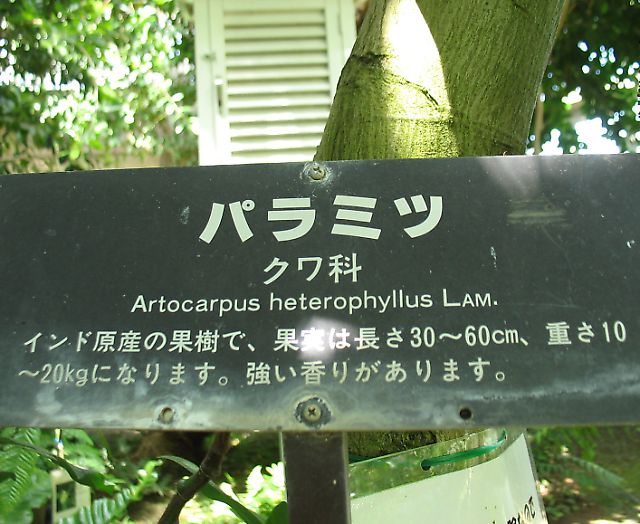 パラミツ
クワ科
Artocarpus heterophyllus LAM.
インド原産の果樹で、果実は長さ30～60cm、重さ10
～20kgになります。強い香りがあります。